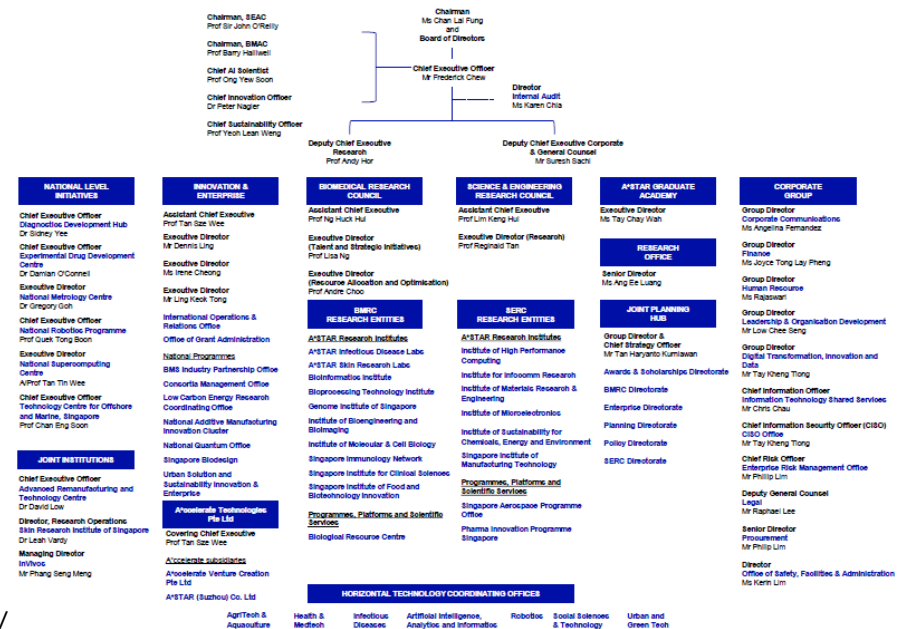 Chairman
Ms Chan Lai Fung
and
Board of Directors
Chairman, SEAC
Prof Sir John O'Reilly
Chairman, BMAC
Prof Barry Halliwell
Chief AI Scientist
Prof Ong Yew Soon
Chief Innovation Officer
Dr Peter Nagler
Chief Sustainability Officer
Prof Yeoh Lean Weng
Chief Executive Officer
Mr Frederick Chew
Director
Internal Audit
Ms Karen Chia
Deputy Chief Executive
Research
Prof Andy Hor
Deputy Chief Executive Corporate
& General Counsel
Mr Suresh Sachi
NATIONAL LEVEL
INITIATIVES
Chief Executive Officer
Diagnostics Development Hub
Dr Sidney Yee
Chief Executive Officer
Experimental Drug Development
Centre
Dr Damian O'Connell
Executive Director
National Metrology Centre
Dr Gregory Goh
Chief Executive Officer
National Robotics Programme
Prof Quek Tong Boon
Executive Director
National Supercomputing
Centre
A/Prof Tan Tin Wee
Chief Executive Officer
Technology Centre for Offshore
and Marine, Singapore
Prof Chan Eng Soon
JOINT INSTITUTIONS
Chief Executive Officer
Advanced Remanufacturing and
Technology Centre
Dr David Low
Director, Research Operations
Skin Research Institute of Singapore
Dr Leah Vardy
Managing Director
InVivos
Mr Phang Seng Meng
INNOVATION &
ENTERPRISE
Assistant Chief Executive
Prof Tan Sze Wee
Executive Director
Mr Dennis Ling
Executive Director
Ms Irene Cheong
Executive Director
Mr Ling Keok Tong
International Operations &
Relations Office
Office of Grant Administration
National Programmes
BMS Industry Partnership Office
Consortia Management Office
Low Carbon Energy Research
Coordinating Office
National Additive Manufacturing
Innovation Cluster
National Quantum Office
Singapore Biodesign
Urban Solution and
Sustainability Innovation &
Enterprise
A*ccelerate Technologies
Pte Ltd
Covering Chief Executive
Prof Tan Sze Wee
A*ccelerate subsidiaries
A*ccelerate Venture Creation
Pte Ltd
A*STAR (Suzhou) Co. Ltd
BIOMEDICAL RESEARCH
COUNCIL
Assistant Chief Executive
Prof Ng Huck Hui
Executive Director
(Talent and Strategic Initiatives)
Prof Lisa Ng
Executive Director
(Resource Allocation and Optimisation)
Prof Andre Choo
BMRC
RESEARCH ENTITIES
A*STAR Research Institutes
A*STAR Infectious Disease Labs
A*STAR Skin Research Labs
Bioinformatics Institute
Bioprocessing Technology Institute
Genome Institute of Singapore
Institute of Bioengineering and
Bioimaging
Institute of Molecular & Cell Biology
Singapore Immunology Network
Singapore Institute for Clinical Sciences
Singapore Institute of Food and
Biotechnology Innovation
Programmes, Platforms and Scientific
Services
Biological Resource Centre
SCIENCE & ENGINEERING
RESEARCH COUNCIL
Assistant Chief Executive
Prof Lim Keng Hui
Executive Director (Research)
Prof Reginald Tan
SERC
RESEARCH ENTITIES
A*STAR Research Institutes
Institute of High Performance
Computing
Institute for Infocomm Research
Institute of Materials Research &
Engineering
Institute of Microelectronics
Institute of Sustainability for
Chemicals, Energy and Environment
Singapore Institute of
Manufacturing Technology
Programmes, Platforms and
Scientific Services
Singapore Aerospace Programme
Office
Pharma Innovation Programme
Singapore
A*STAR GRADUATE
ACADEMY
Executive Director
Ms Tay Chay Wah
RESEARCH
OFFICE
Senior Director
Ms Ang Ee Luang
JOINT PLANNING
HUB
Group Director &
Chief Strategy Officer
Mr Tan Haryanto Kurniawan
Awards & Scholarships Directorate
BMRC Directorate
Enterprise Directorate
Planning Directorate
Policy Directorate
SERC Directorate
CORPORATE
GROUP
Group Director
Corporate Communications
Ms Angelina Fernandez
Group Director
Finance
Ms Joyce Tong Lay Pheng
Group Director
Human Resource
Ms Rajaswari
Group Director
Leadership & Organisation Development
Mr Low Chee Seng
Group Director
Digital Transformation, Innovation and
Data
Mr Tay Kheng Tiong
Chief Information Officer
Information Technology Shared Services
Mr Chris Chau
Chief Information Security Officer (CISO)
CISO Office
Mr Tay Kheng Tiong
Chief Risk Officer
Enterprise Risk Management Office
Mr Phillip Lim
Deputy General Counsel
Legal
Mr Raphael Lee
Senior Director
Procurement
Mr Philip Lim
Director
Office of Safety, Facilities & Administration
Ms Kerin Lim
HORIZONTAL TECHNOLOGY COORDINATING OFFICES
AgriTech &
Aquaculture
Health &
Medtech
Infectious
Diseases
Artificial Intelligence,
Analytics and Informatics
Robotics
Social Sciences
& Technology
Urban and
Green Tech
/